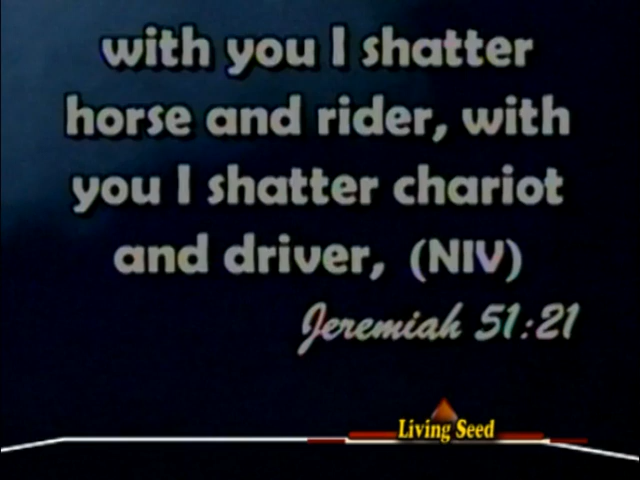 with you I shatter
horse and rider, with
you I shatter chariot
and driver, (NIV)
Jeremiah 51:21
Living Seed